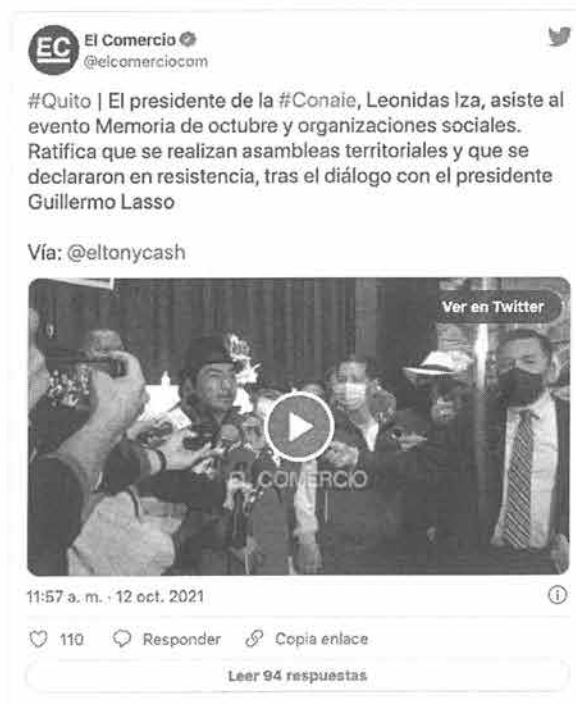 EC
El Comercio
@elcomerciocom
#Quito | El presidente de la #Conaie, Leonidas Iza, asiste al
evento Memoria de octubre y organizaciones sociales.
Ratifica que se realizan asambleas territoriales y que se
declararon en resistencia, tras el diálogo con el presidente
Guillermo Lasso
Vía: @eltonycash
Ver en Twitter
EL COMERCIO
11:57 a. m. · 12 oct. 2021
110 Responder Copia enlace
Leer 94 respuestas